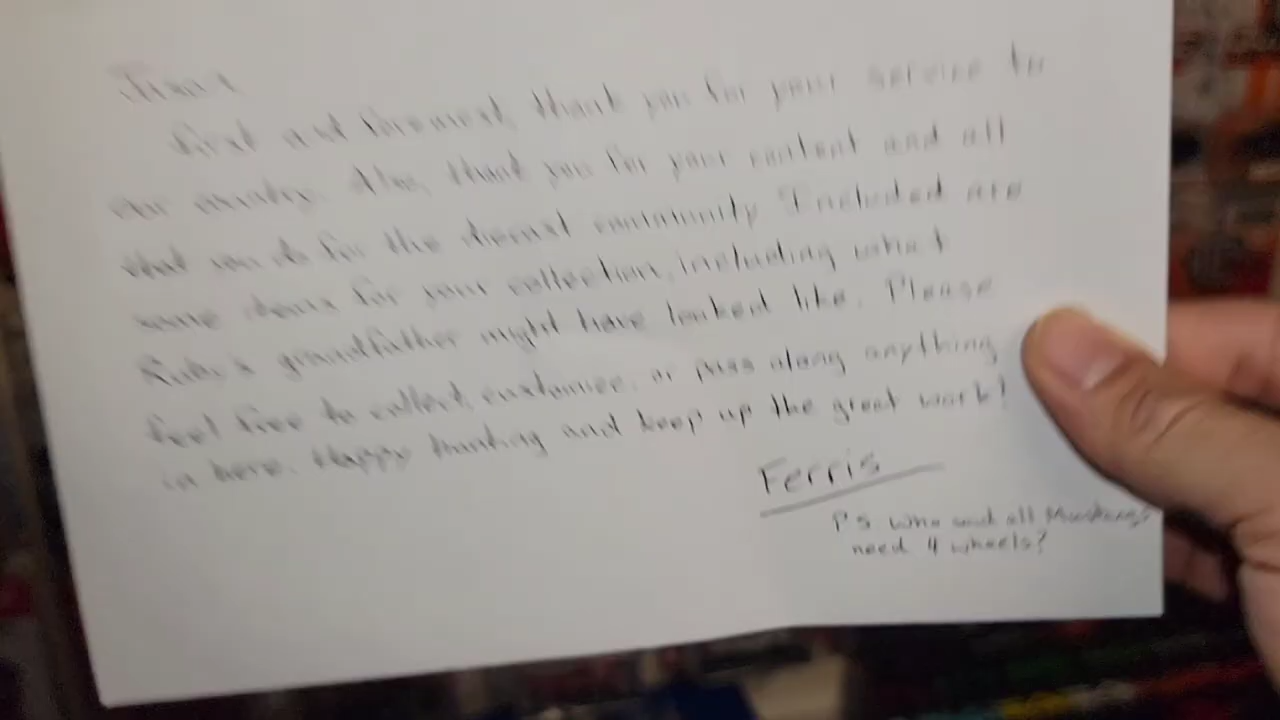 First and foremost, thank you for your service to
our country. Also, thank you for your content and all
that you do for the diecast community. Included are
some items for your collection, including what
grandfather might have looked like. Please
feel free to collect, customize, or pass along anything
in here. Happy hunting and keep up the great work!
Ferris
PS Who said all Mustangs
need 4 wheels?